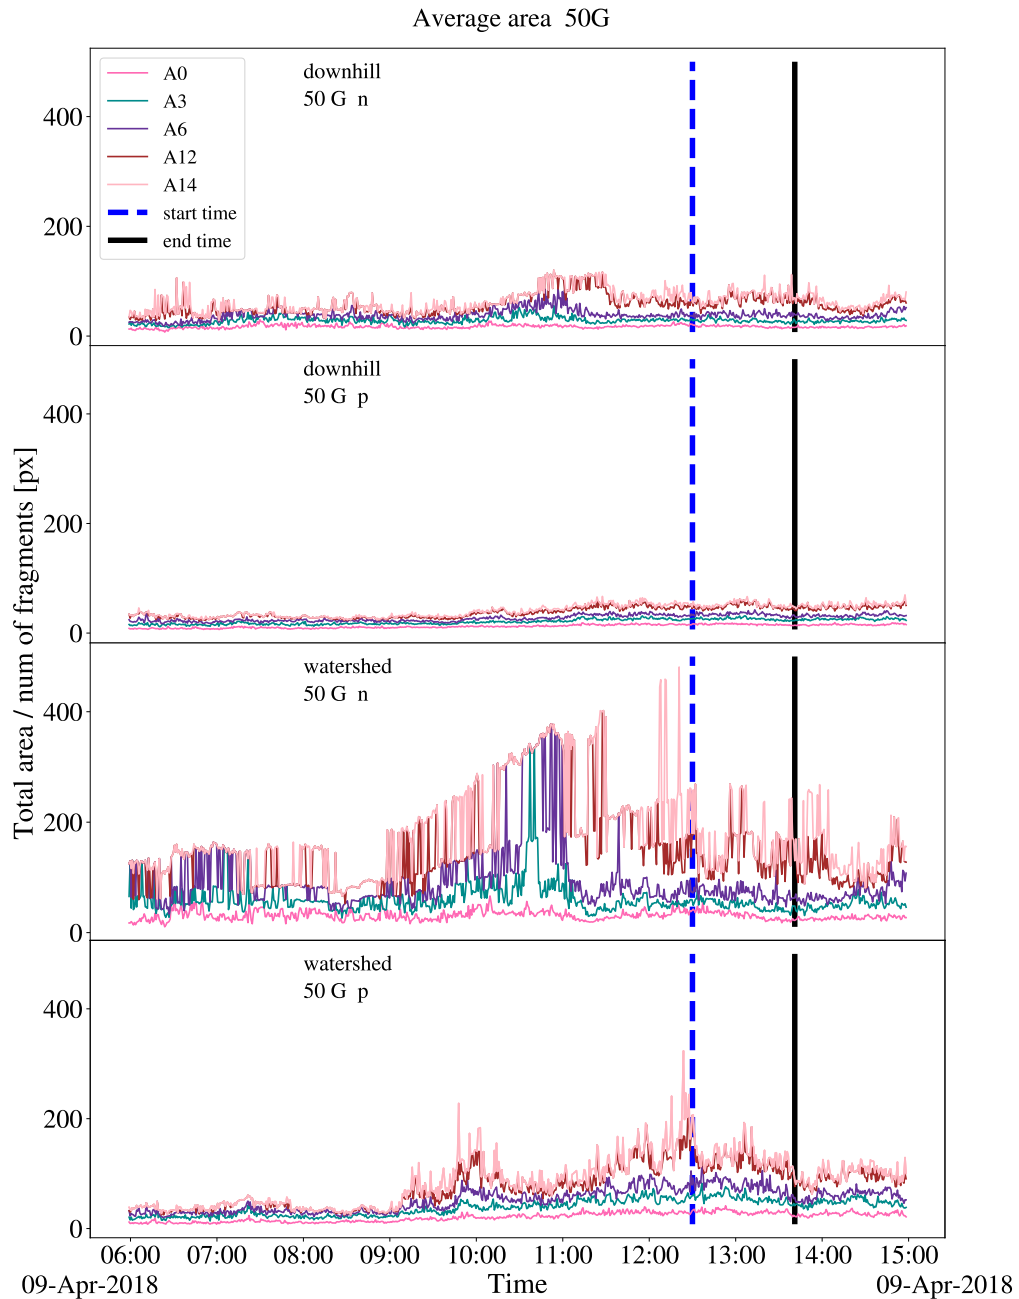 Average area 50G
downhill
50 G n
A0
A3
A6
A12
A14
start time
end time
400
200
0
downhill
50 G p
400
200
0
watershed
50 G n
400
200
0
watershed
50 G p
400
200
0
Total area / num of fragments [px]
06:00 07:00 08:00 09:00 10:00 11:00 12:00 13:00 14:00 15:00
09-Apr-2018 Time 09-Apr-2018